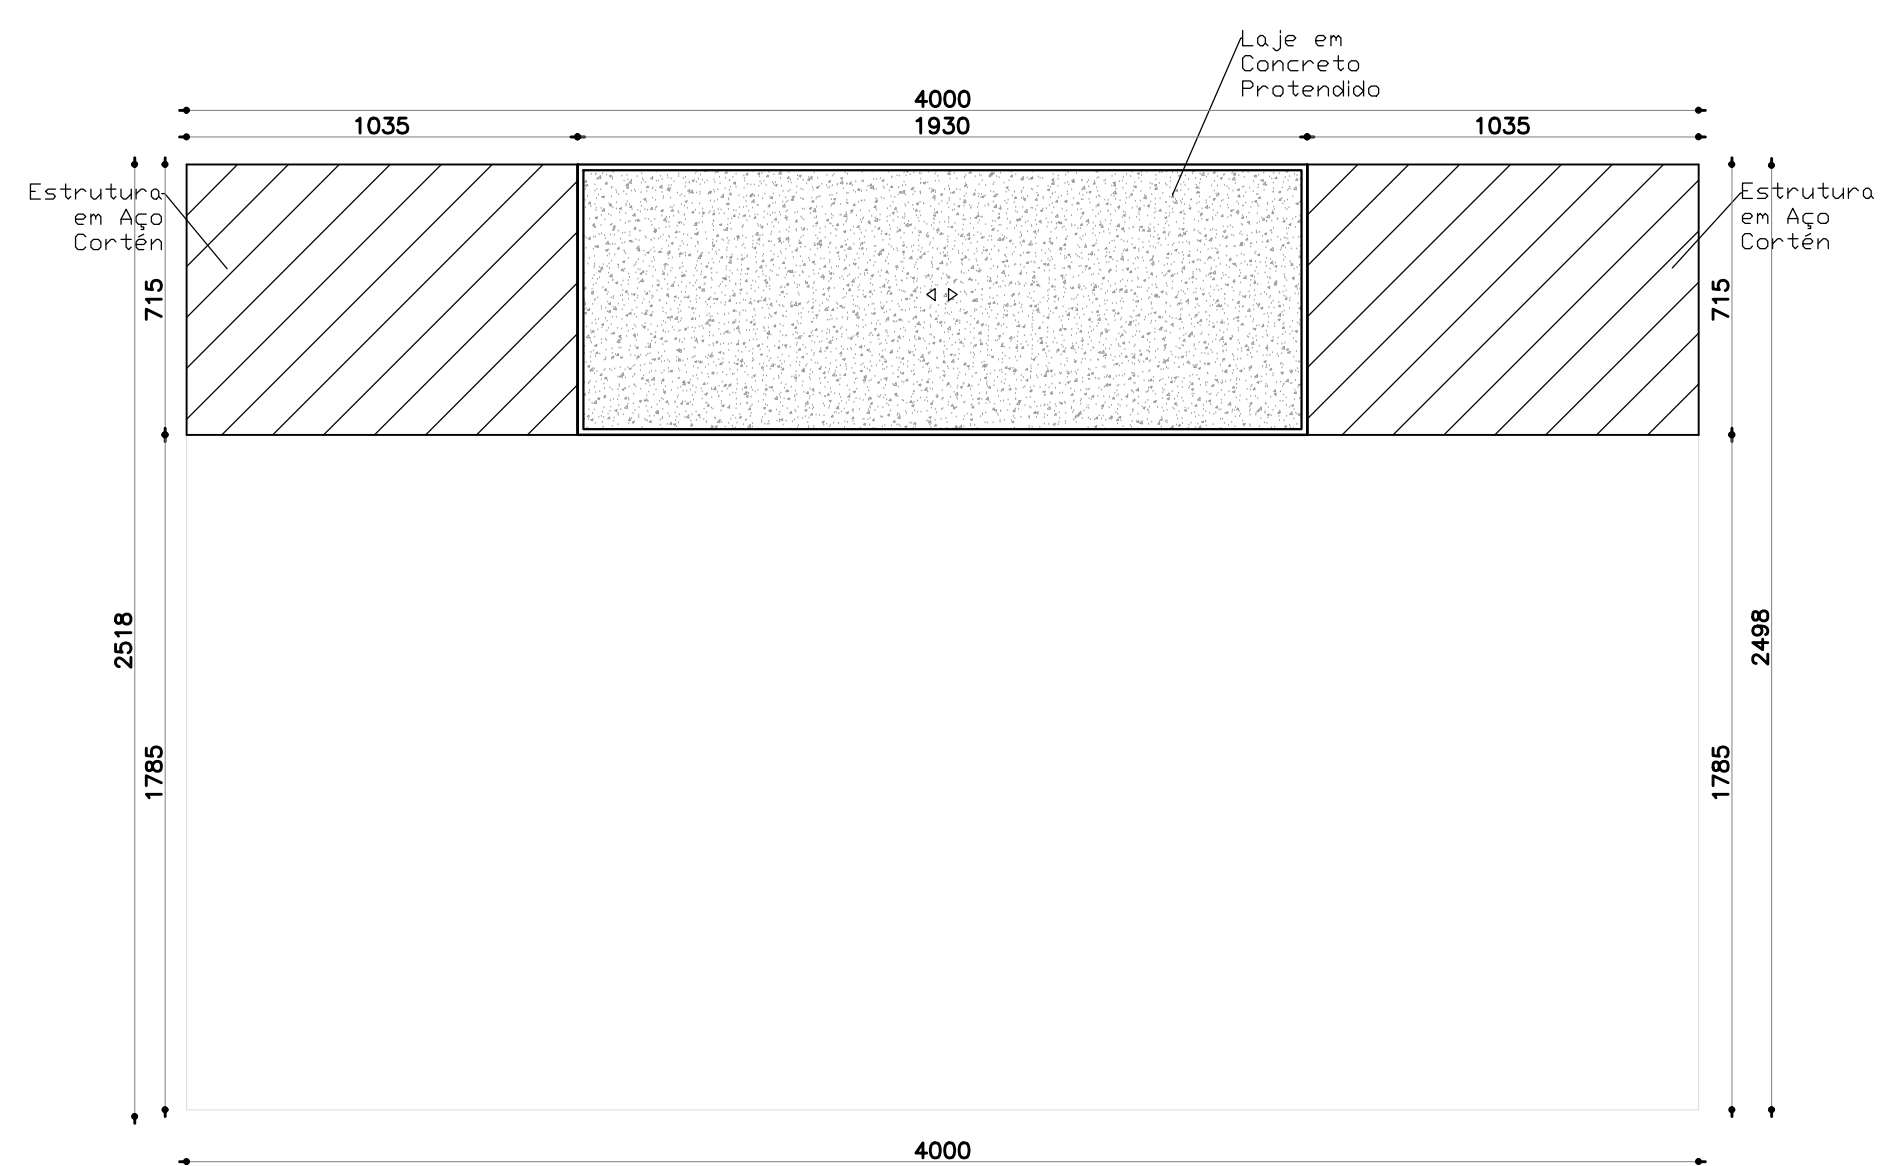 Laje em
Concreto
Protendido
4000
1035
1930
1035
Estrutura
em Aço
Cortén
Estrutura
em Aço
Cortén
715
715
2518
2498
1785
1785
4000